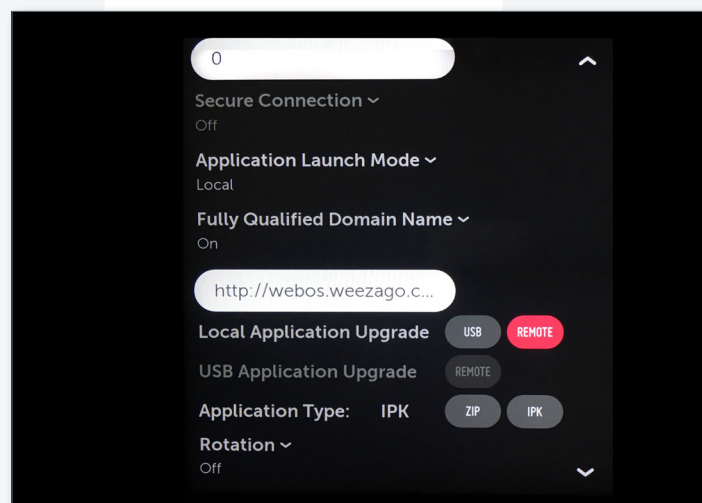 0
Secure Connection
Off
Application Launch Mode
Local
Fully Qualified Domain Name
On
http://webos.weezago.c...
Local Application Upgrade USB REMOTE
USB Application Upgrade REMOTE
Application Type: IPK ZIP IPK
Rotation
Off